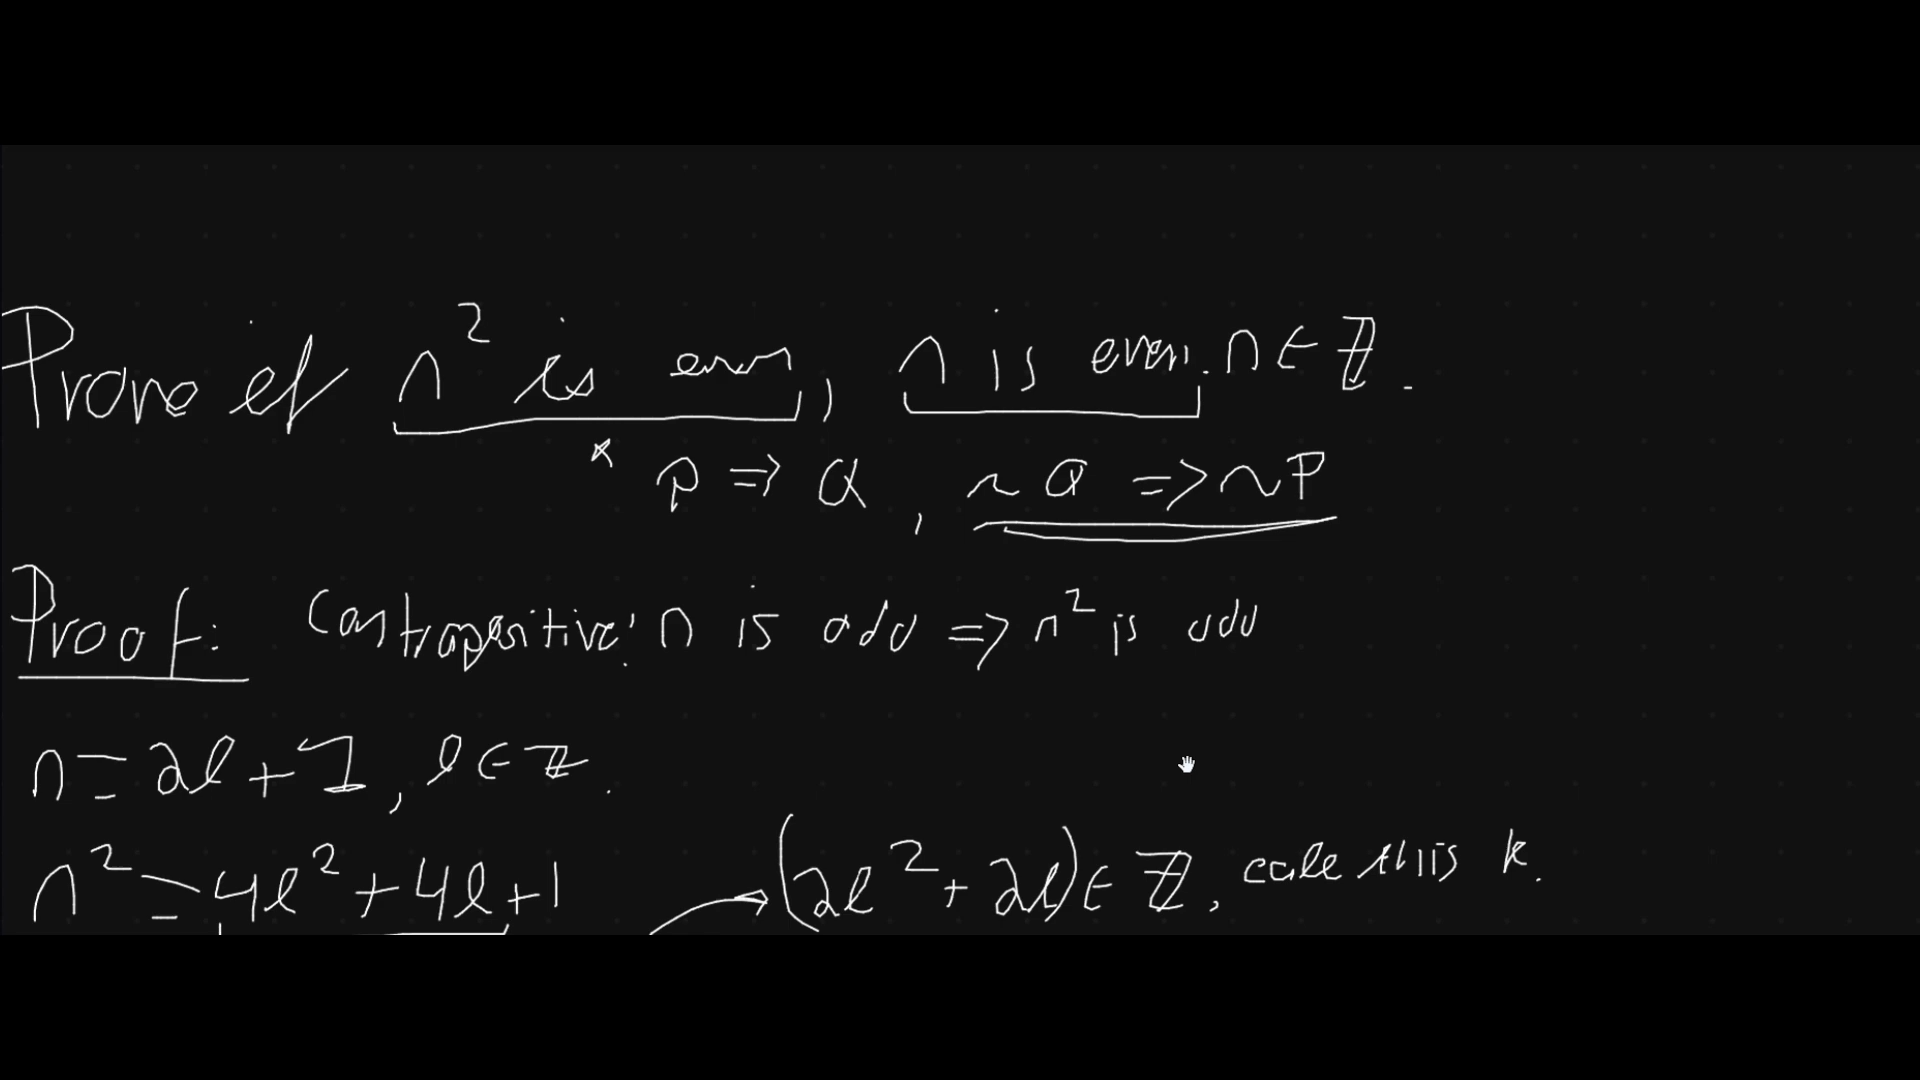 Prove if n² is even, n is even. n ∈ ℤ.
* P => Q, ~Q => ~P
Proof: Contrapositive: n is odd => n² is odd
n = 2l + 1, l ∈ ℤ.
n² = 4l² + 4l + 1 → (2l² + 2l) ∈ ℤ, call this k.